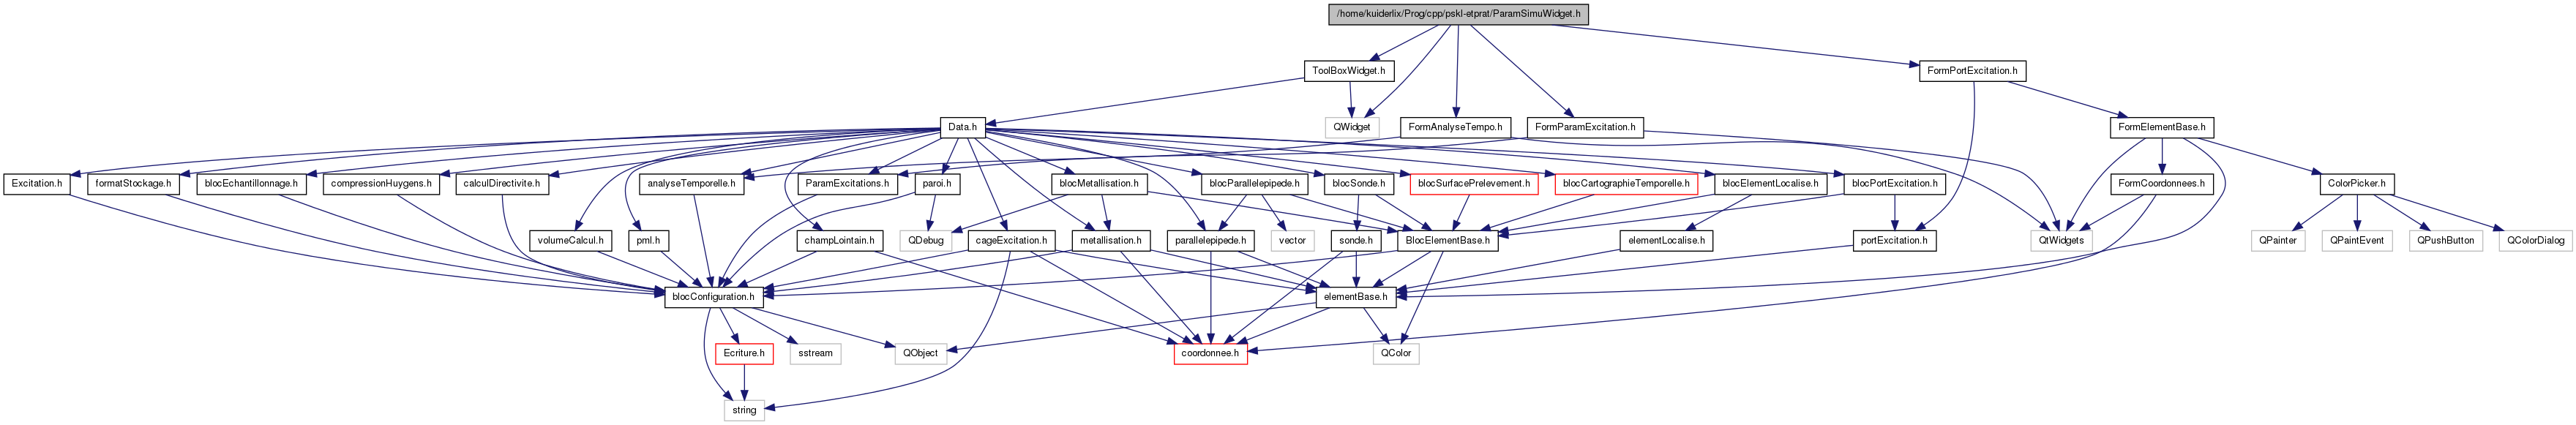 /home/kuiderlix/Prog/cpp/pskl-etprat/ParamSimuWidget.h
ToolBoxWidget.h
FormPortExcitation.h
Data.h
QWidget
FormAnalyseTempo.h
FormParamExcitation.h
FormElementBase.h
Excitation.h
formatStockage.h
blocEchantillonnage.h
compressionHuygens.h
calculDirectivite.h
analyseTemporelle.h
ParamExcitations.h
paroi.h
blocMetallisation.h
blocParallelepipede.h
blocSonde.h
blocSurfacePrelevement.h
blocCartographieTemporelle.h
blocElementLocalise.h
blocPortExcitation.h
FormCoordonnees.h
ColorPicker.h
volumeCalcul.h
pml.h
champLointain.h
QDebug
cageExcitation.h
metallisation.h
parallelepipede.h
vector
sonde.h
BlocElementBase.h
elementLocalise.h
portExcitation.h
QtWidgets
QPainter
QPaintEvent
QPushButton
QColorDialog
blocConfiguration.h
elementBase.h
Ecriture.h
sstream
QObject
coordonnee.h
QColor
string